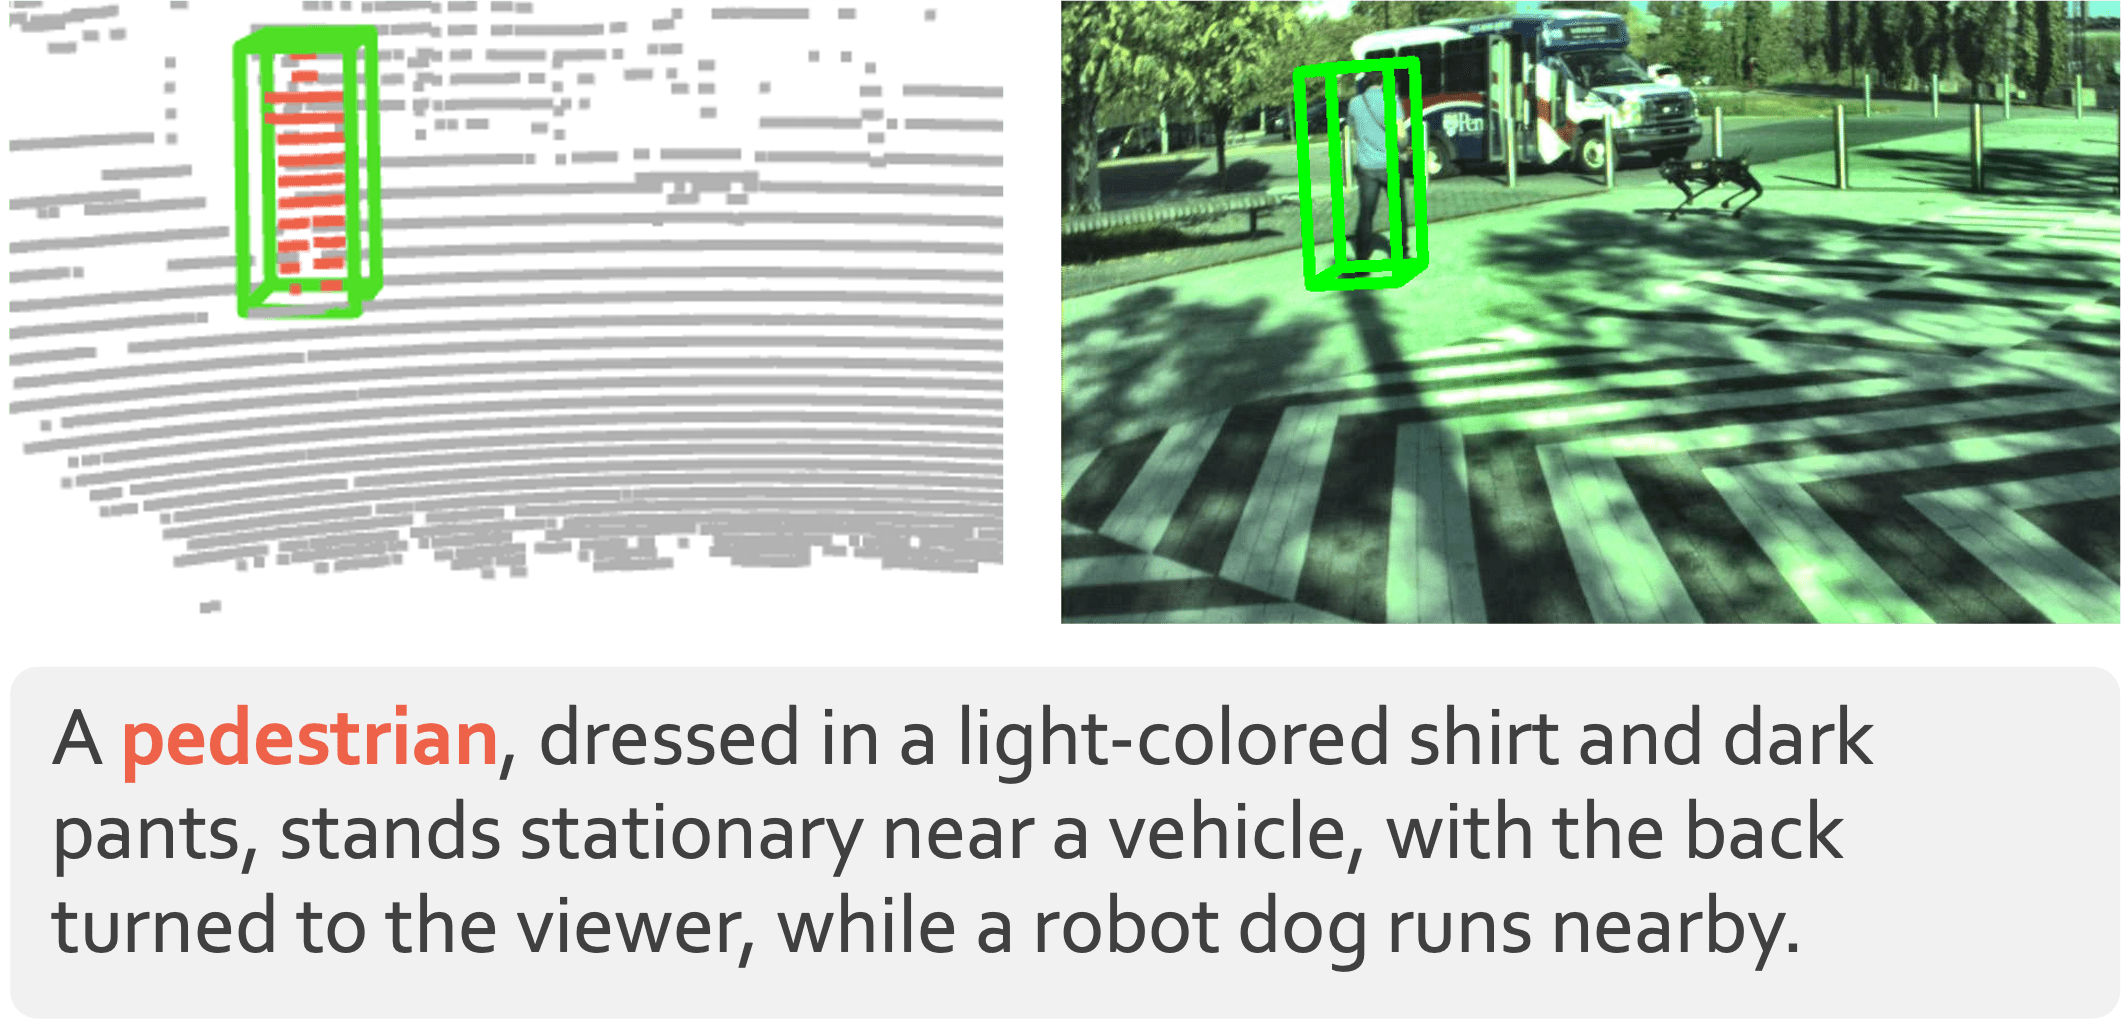 Pen
A pedestrian, dressed in a light-colored shirt and dark
pants, stands stationary near a vehicle, with the back
turned to the viewer, while a robot dog runs nearby.